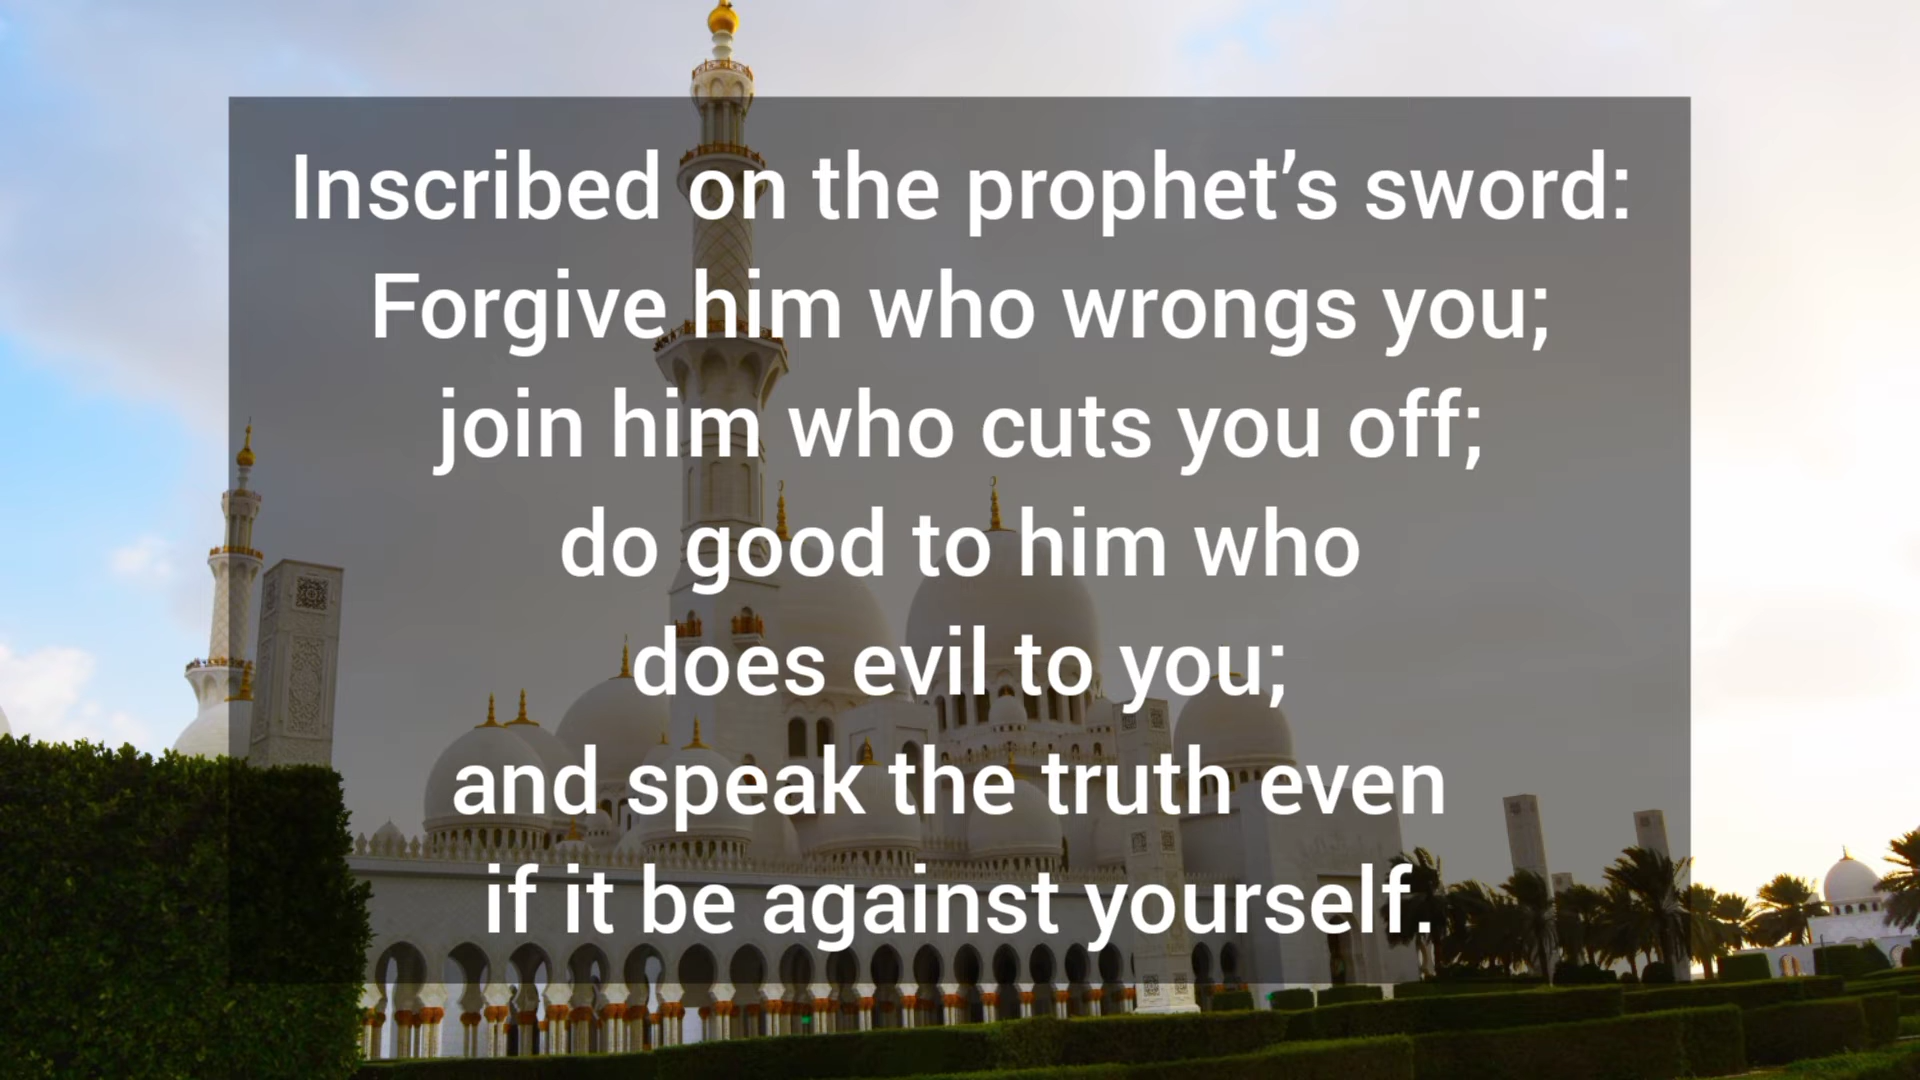 Inscribed on the prophet’s sword:
Forgive him who wrongs you;
join him who cuts you off;
do good to him who
does evil to you;
and speak the truth even
if it be against yourself.